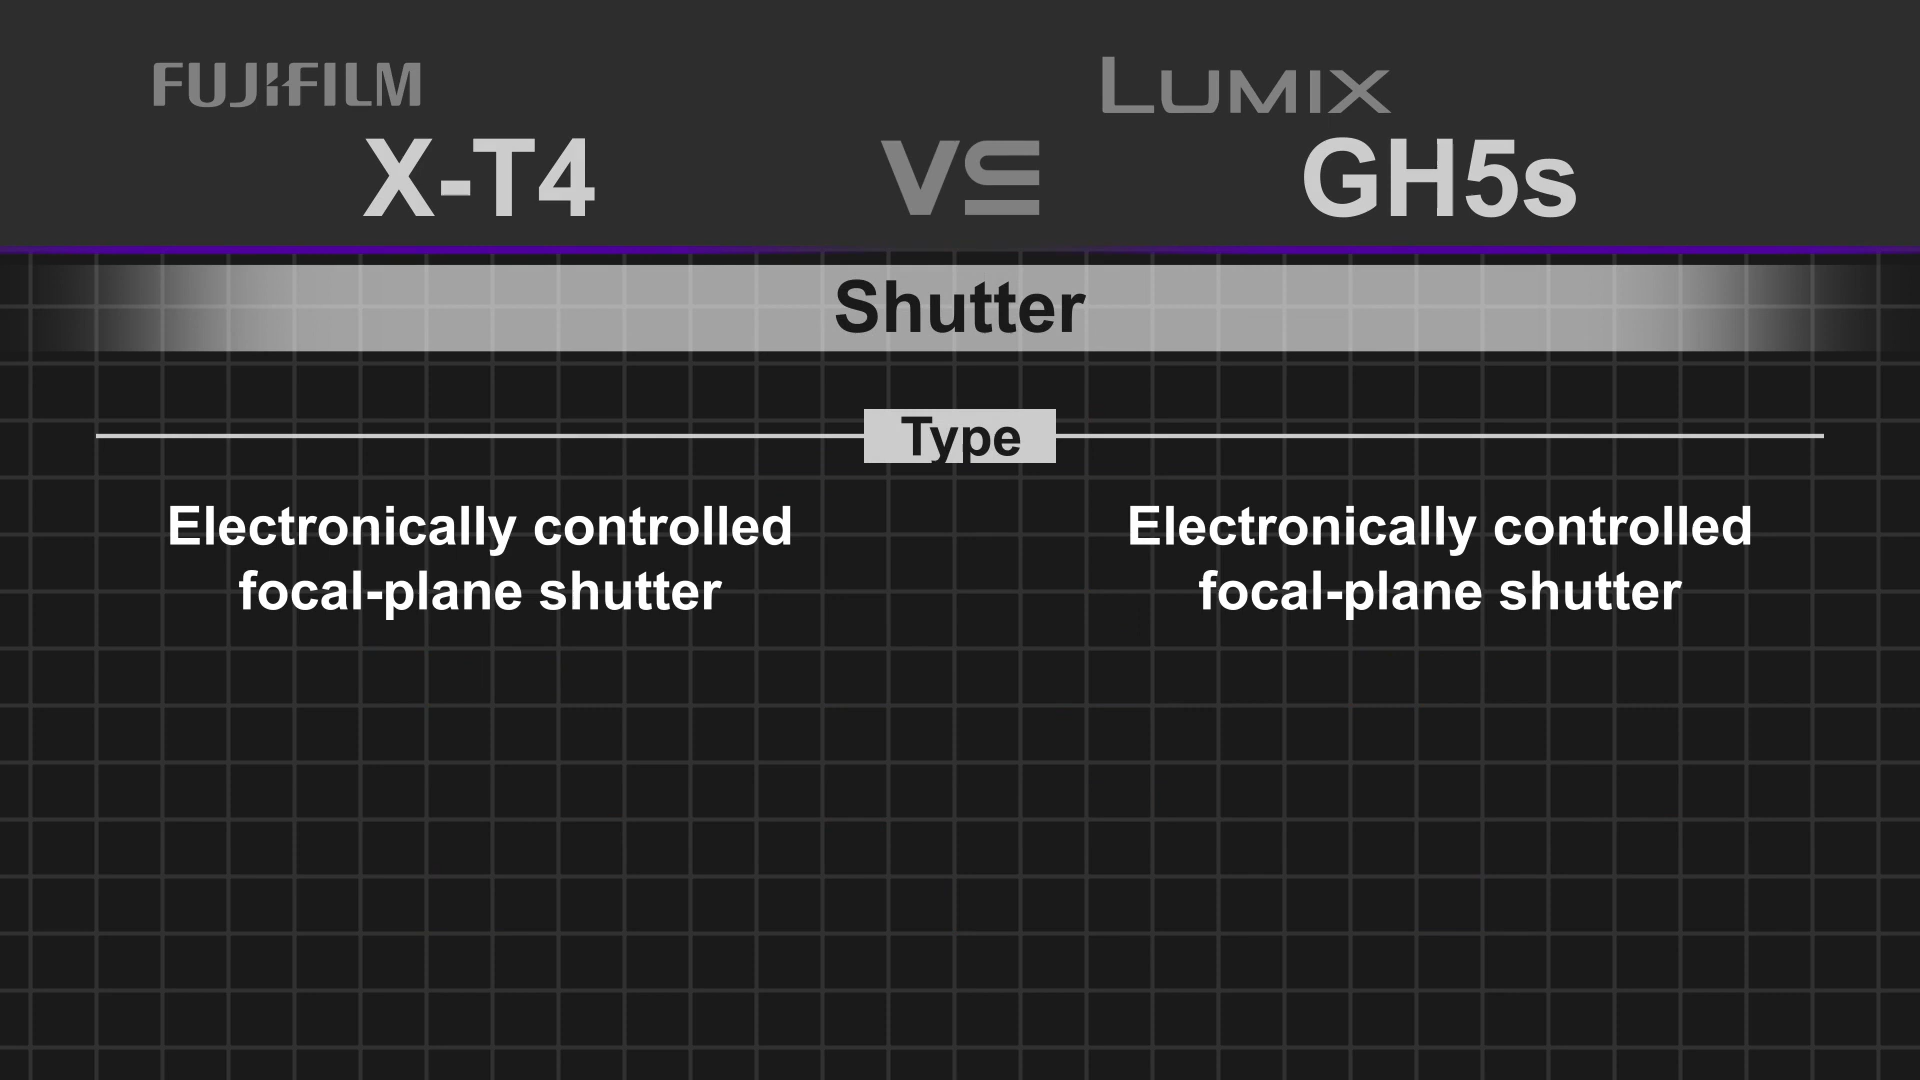 FUJIFILM
X-T4
VS
LUMIX
GH5s
Shutter
Type
Electronically controlled
focal-plane shutter
Electronically controlled
focal-plane shutter